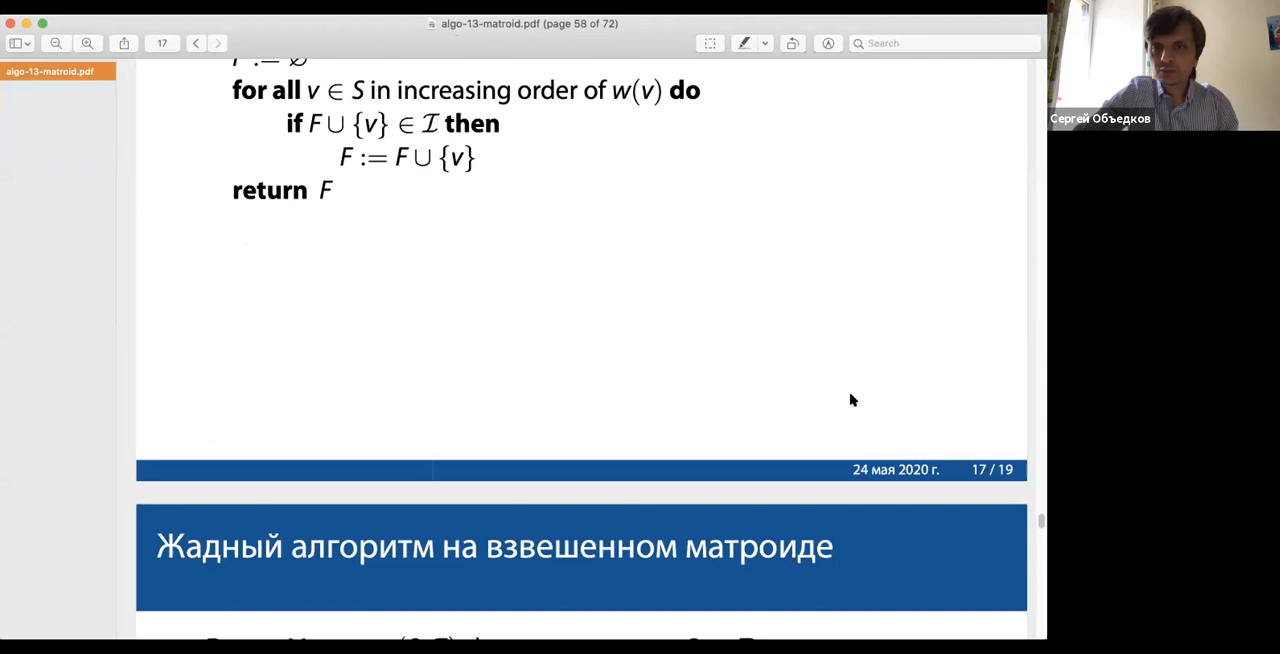 algo-13-matroid.pdf (page 58 of 72)
17
Search
algo-13-matroid.pdf
F := ∅
for all v ∈ S in increasing order of w(v) do
if F ∪ {v} ∈ ℐ then
F := F ∪ {v}
return F
24 мая 2020 г. 17 / 19
Жадный алгоритм на взвешенном матроиде
Сергей Объедков